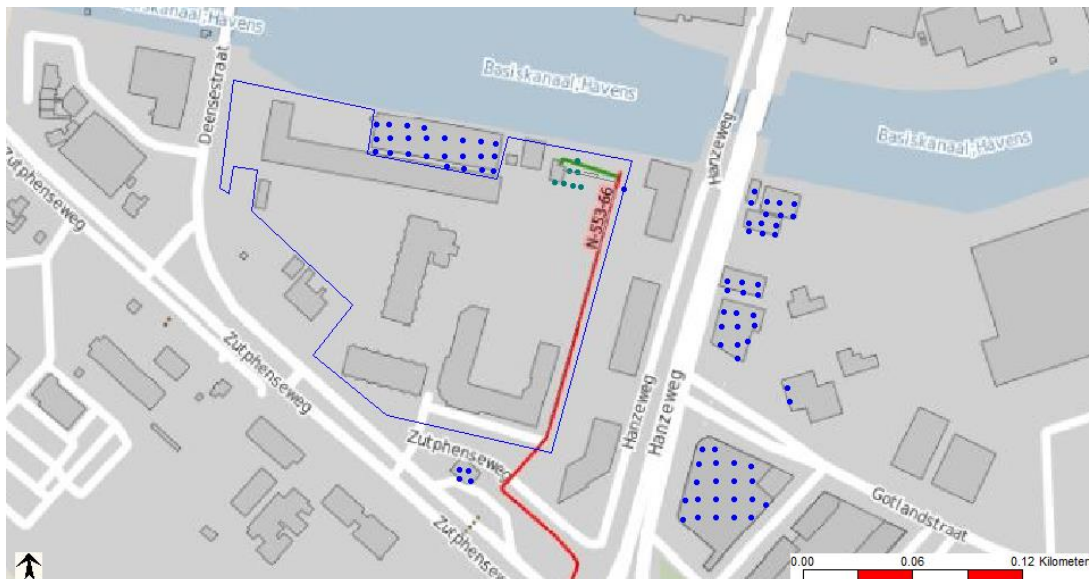 Basiskanaal;Havens
Deensestraat
Basiskanaal;Havens
Hanzeweg
Basiskanaal;Havens
Zutphenseweg
N-553-66
Zutphenseweg
Hanzeweg
Hanzeweg
Zutphenseweg
Gotlandstraat
Zutphenseweg
0.00 0.06 0.12 Kilometer